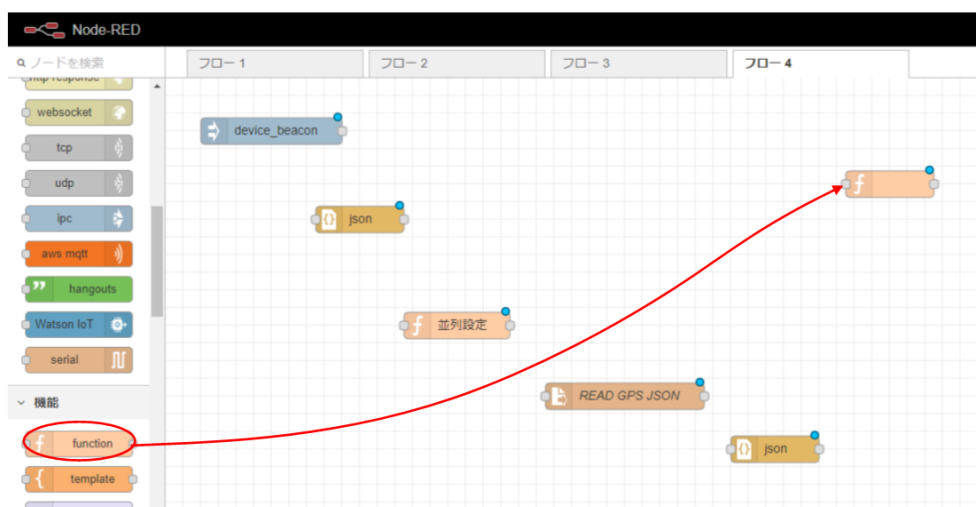 Node-RED
ノードを検索
フロー 1
フロー 2
フロー 3
フロー 4
http response
websocket
tcp
udp
ipc
aws mqtt
hangouts
Watson IoT
serial
機能
function
template
device_beacon
json
並列設定
READ GPS JSON
json